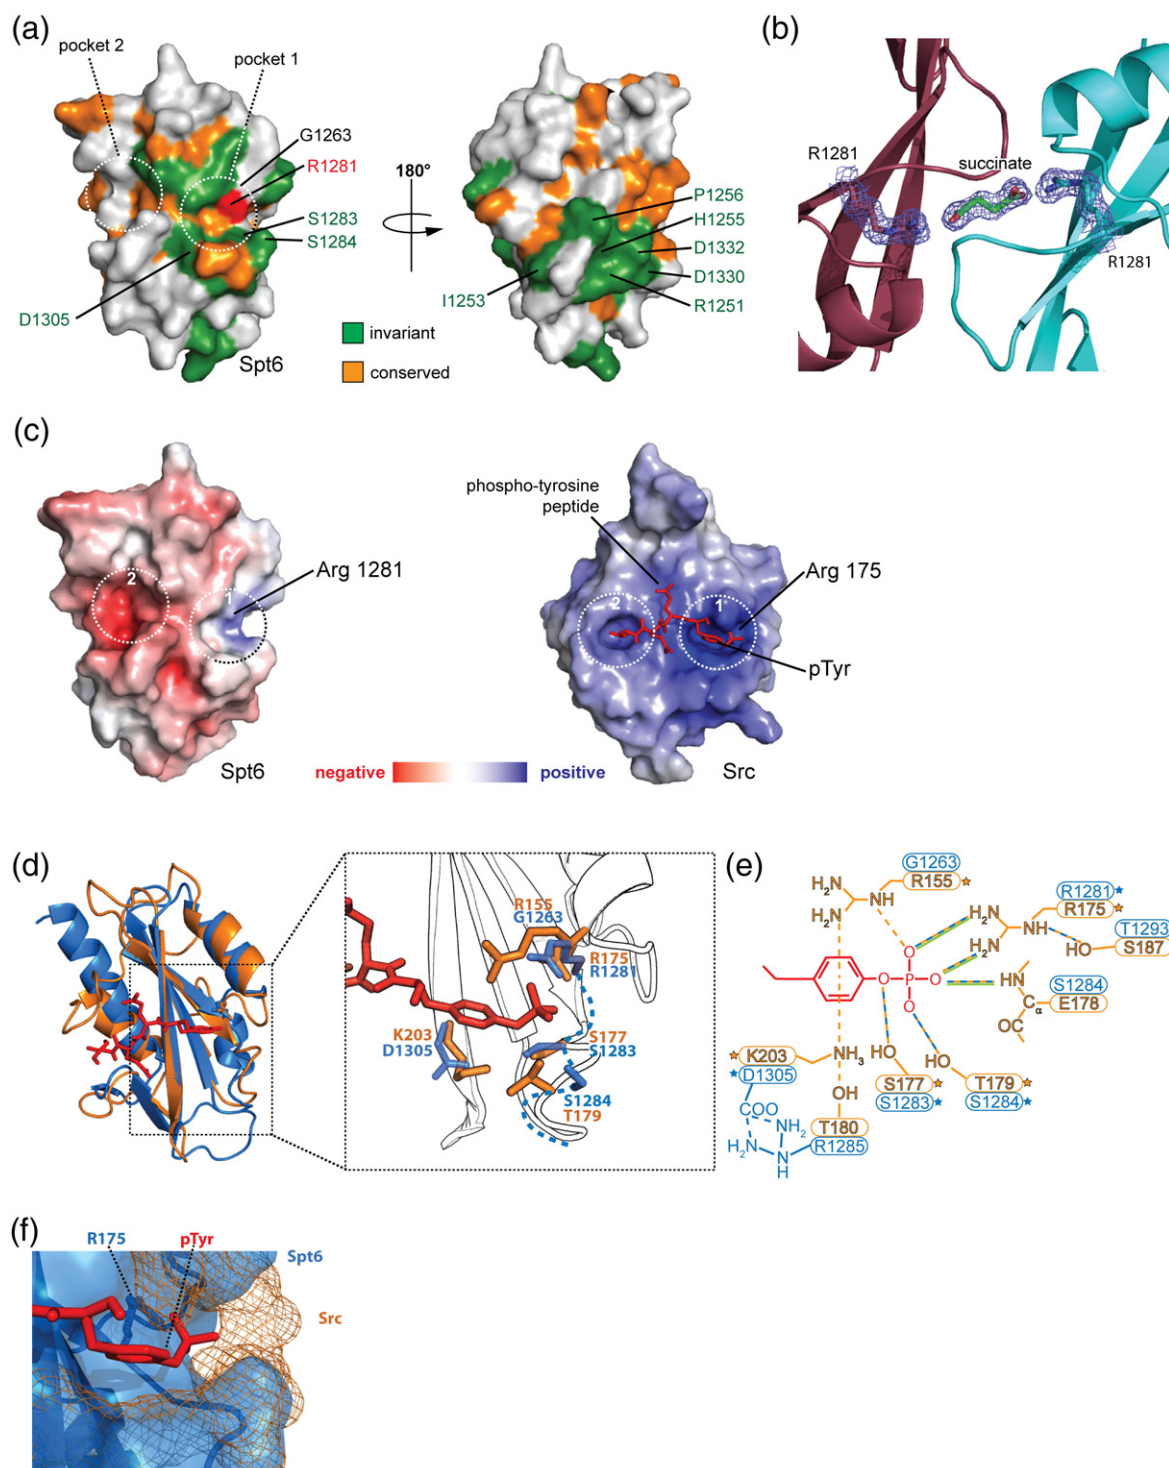 (a)
pocket 2
pocket 1
G1263
R1281
S1283
S1284
D1305
Spt6
180°
invariant
conserved
P1256
H1255
D1332
D1330
R1251
I1253
(b)
R1281
succinate
R1281
(c)
2
1
Arg 1281
Spt6
negative
positive
phospho-tyrosine
peptide
2
1
Arg 175
pTyr
Src
(d)
R155
G1263
R175
R1281
K203
D1305
S177
S1283
S1284
T179
(e)
G1263
R155
H₂N
NH
H₂N
R1281
R175
H₂N
H₂N
NH
T1293
S187
HO
O
O
P
O
O
NH
S1284
E178
Cα
OC
K203
D1305
NH₃
HO
S177
S1283
HO
T179
S1284
COO
OH
T180
R1285
NH₂
H₂N
N
H
(f)
R175
pTyr
Spt6
Src